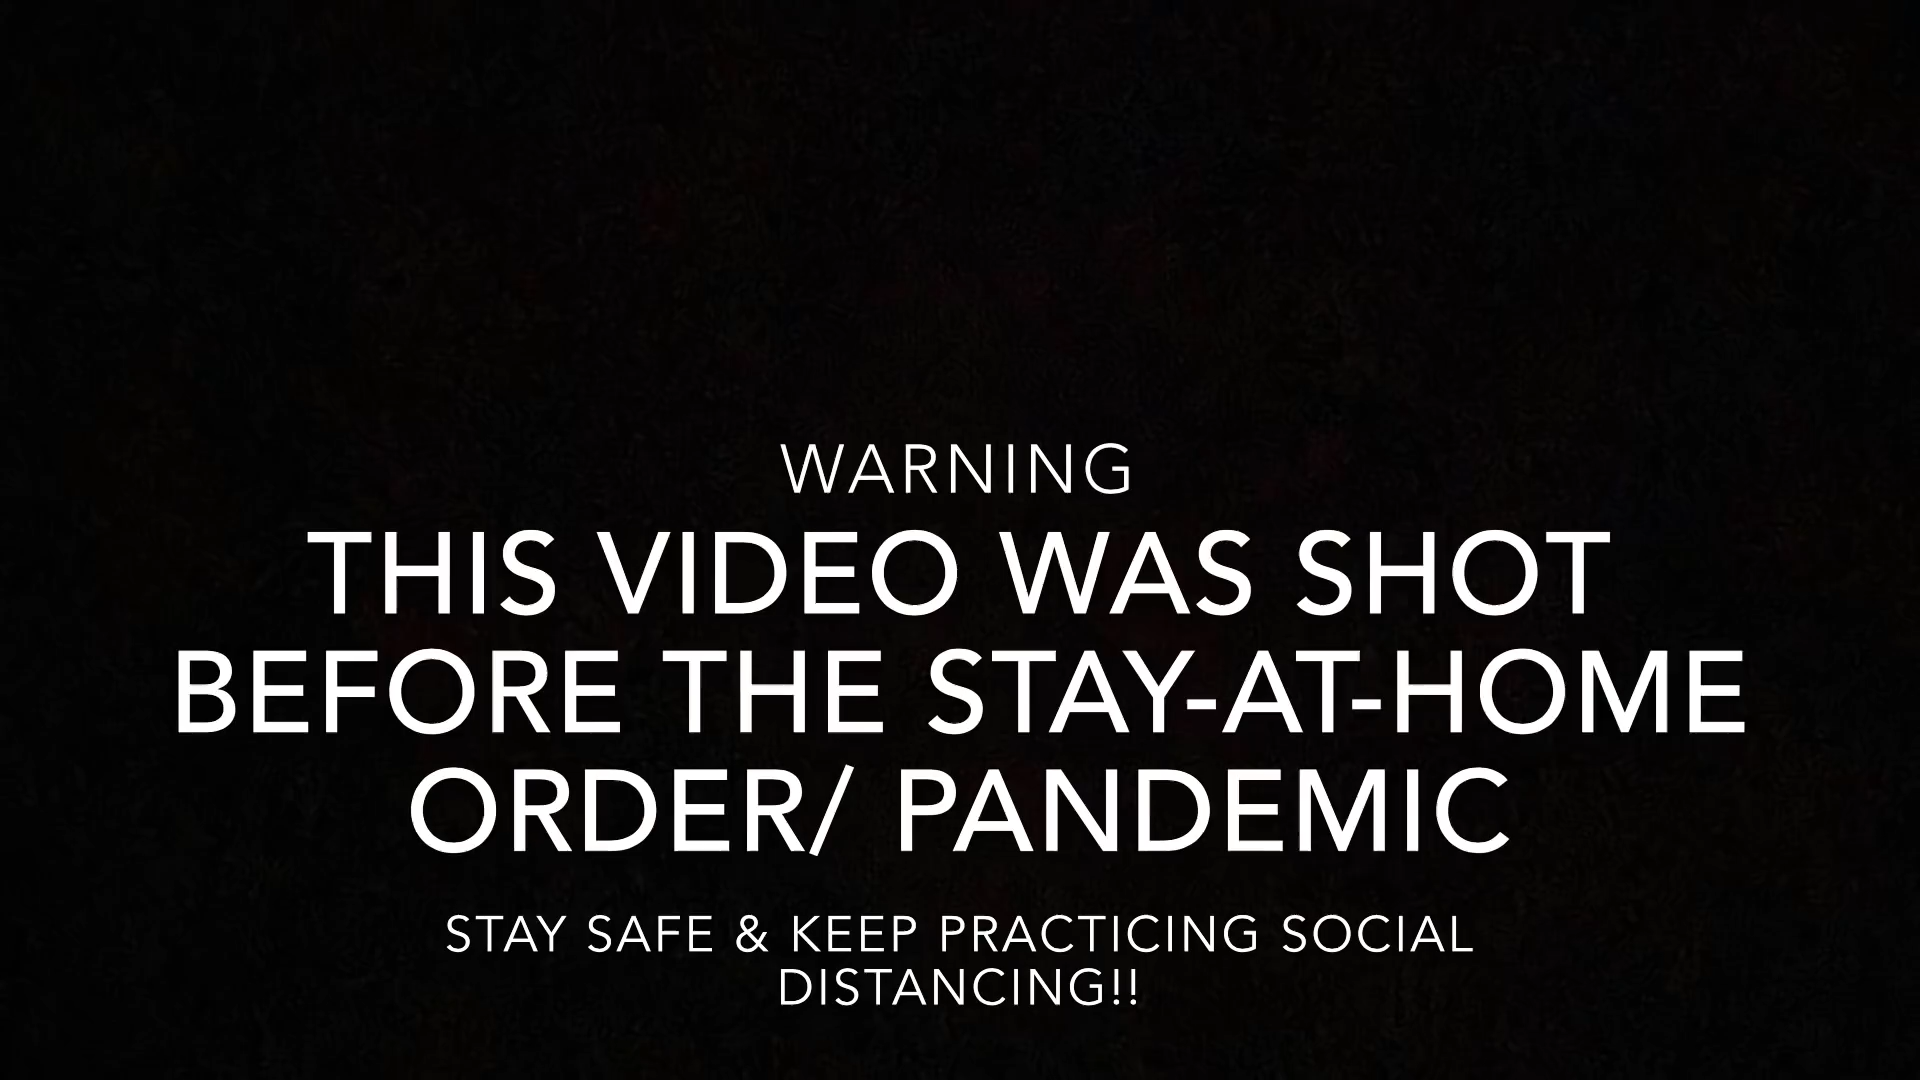 WARNING
THIS VIDEO WAS SHOT
BEFORE THE STAY-AT-HOME
ORDER/ PANDEMIC
STAY SAFE & KEEP PRACTICING SOCIAL
DISTANCING!!